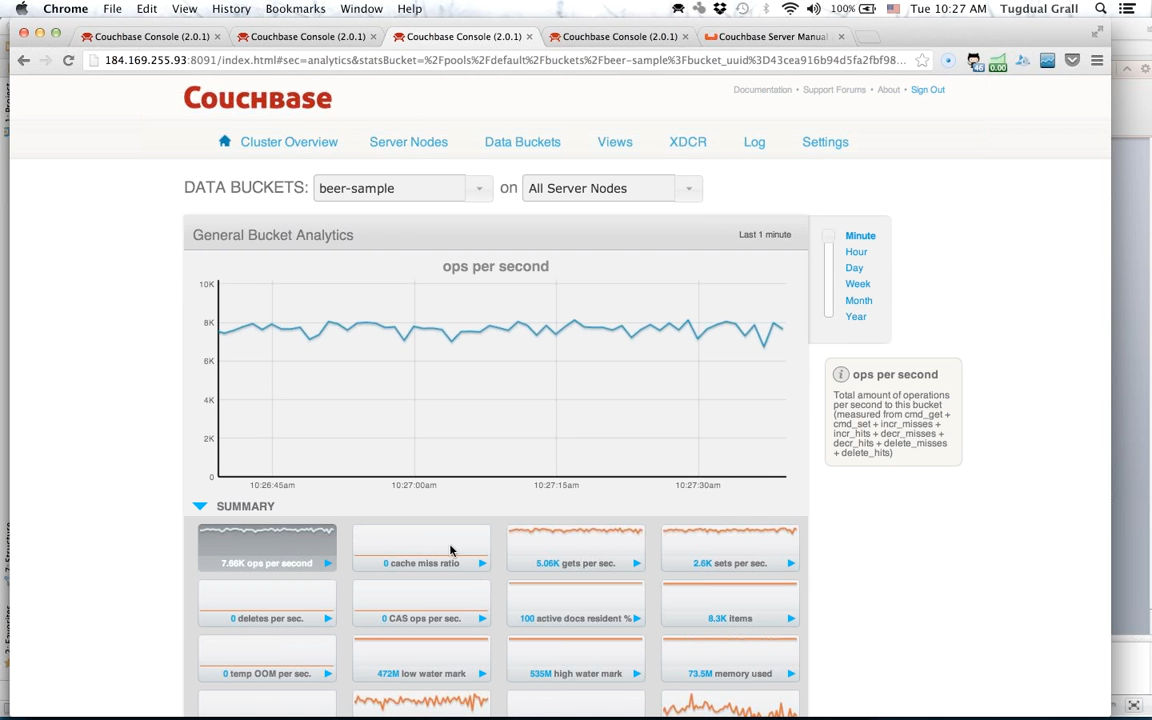 Chrome File Edit View History Bookmarks Window Help 100% Tue 10:27 AM Tugdual Grall
Couchbase Console (2.0.1) × Couchbase Console (2.0.1) × Couchbase Console (2.0.1) × Couchbase Console (2.0.1) × Couchbase Server Manual ×
184.169.255.93:8091/index.html#sec=analytics&statsBucket=%2Fpools%2Fdefault%2Fbuckets%2Fbeer-sample%3Fbucket_uuid%3D43cea916b94d5fa2fbf98...
46 0.00
COUCHBASE
Documentation • Support Forums • About • Sign Out
Cluster Overview Server Nodes Data Buckets Views XDCR Log Settings
DATA BUCKETS: beer-sample on All Server Nodes
General Bucket Analytics Last 1 minute
Minute
Hour
Day
Week
Month
Year
ops per second
10K
8K
6K
4K
2K
0
10:26:45am 10:27:00am 10:27:15am 10:27:30am
i ops per second
Total amount of operations
per second to this bucket
(measured from cmd_get +
cmd_set + incr_misses +
incr_hits + decr_misses +
decr_hits + delete_misses
+ delete_hits)
SUMMARY
7.66K ops per second 0 cache miss ratio 5.06K gets per sec. 2.6K sets per sec.
0 deletes per sec. 0 CAS ops per sec. 100 active docs resident % 8.3K items
0 temp OOM per sec. 472M low water mark 535M high water mark 73.5M memory used